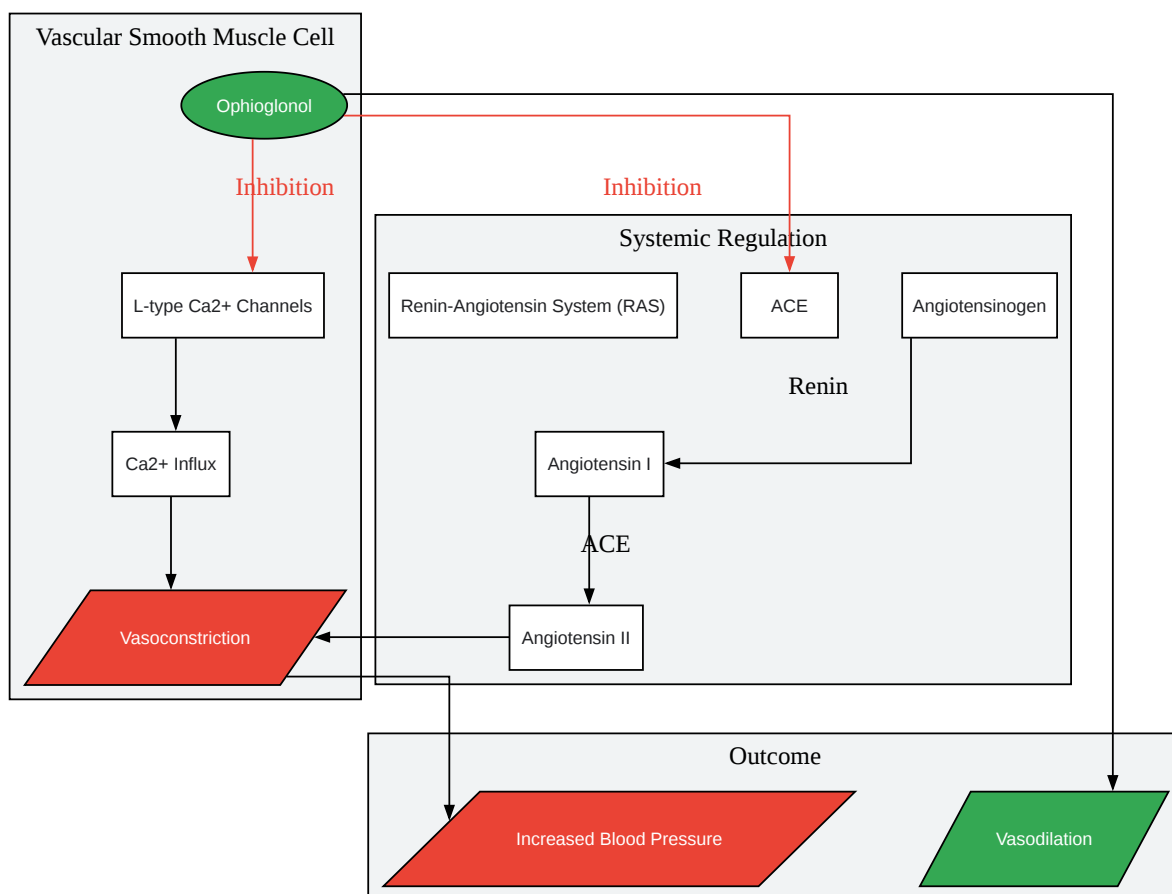 Vascular Smooth Muscle Cell
Ophioglonol
Inhibition
Inhibition
Systemic Regulation
L-type Ca2+ Channels
Renin-Angiotensin System (RAS)
ACE
Angiotensinogen
Renin
Ca2+ Influx
Angiotensin I
ACE
Vasoconstriction
Angiotensin II
Outcome
Increased Blood Pressure
Vasodilation